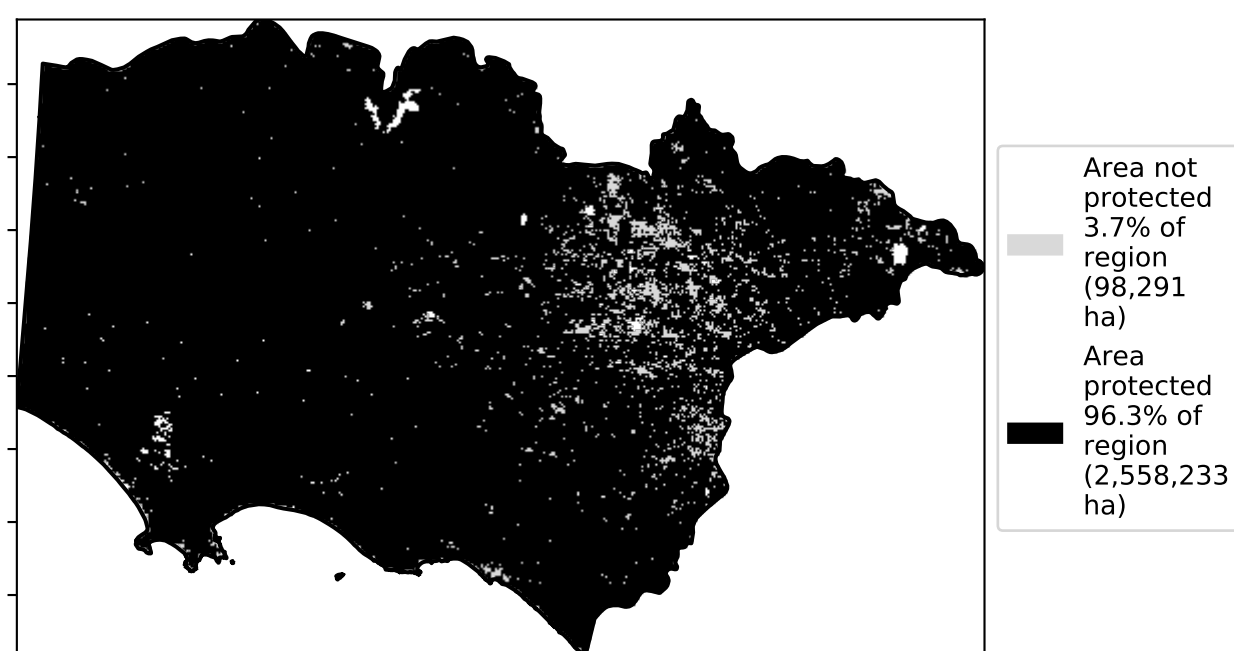 Area not
protected
3.7% of
region
(98,291
ha)
Area
protected
96.3% of
region
(2,558,233
ha)